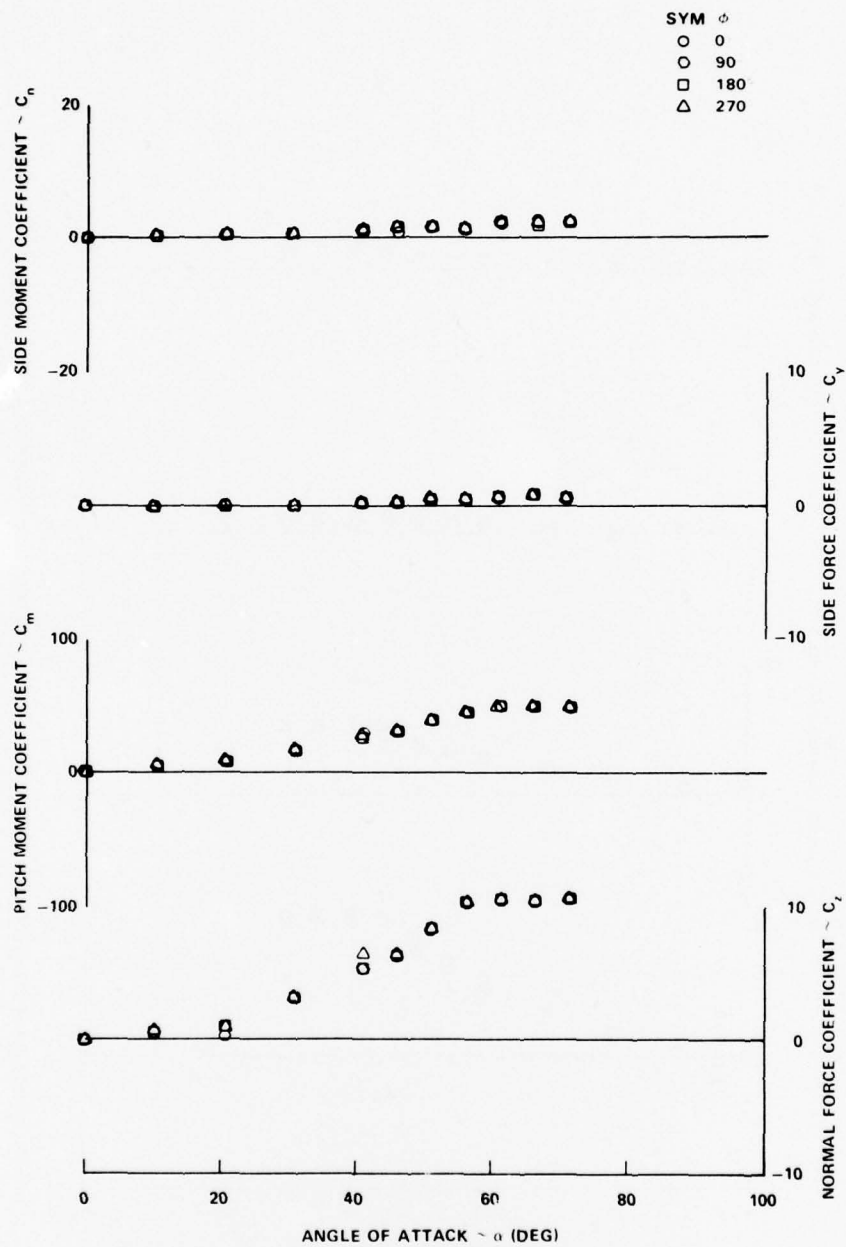 SYM ϕ
0
90
180
270
SIDE MOMENT COEFFICIENT ~ Cn
20
0
-20
SIDE FORCE COEFFICIENT ~ Cy
10
0
-10
PITCH MOMENT COEFFICIENT ~ Cm
100
0
-100
NORMAL FORCE COEFFICIENT ~ Cz
10
0
-10
0 20 40 60 80 100
ANGLE OF ATTACK ~ α (DEG)